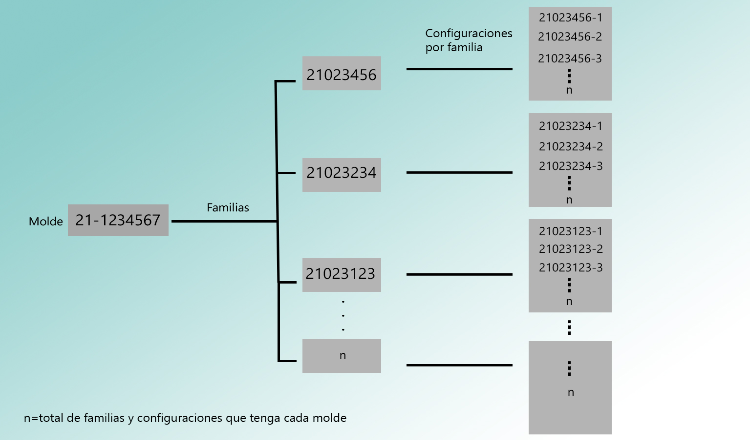 Molde
21-1234567
Familias
21023456
21023234
21023123
n
Configuraciones
por familia
21023456-1
21023456-2
21023456-3
n
21023234-1
21023234-2
21023234-3
n
21023123-1
21023123-2
21023123-3
n
n
n=total de familias y configuraciones que tenga cada molde